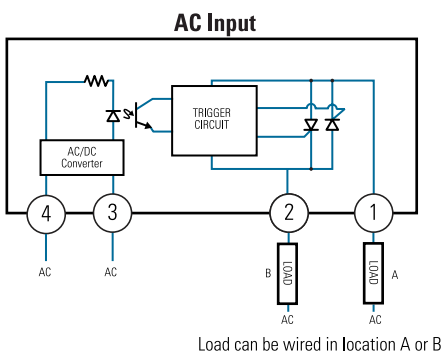 AC Input
TRIGGER
CIRCUIT
AC/DC
Converter
4
3
2
1
B
LOAD
LOAD
A
AC
AC
AC
AC
Load can be wired in location A or B